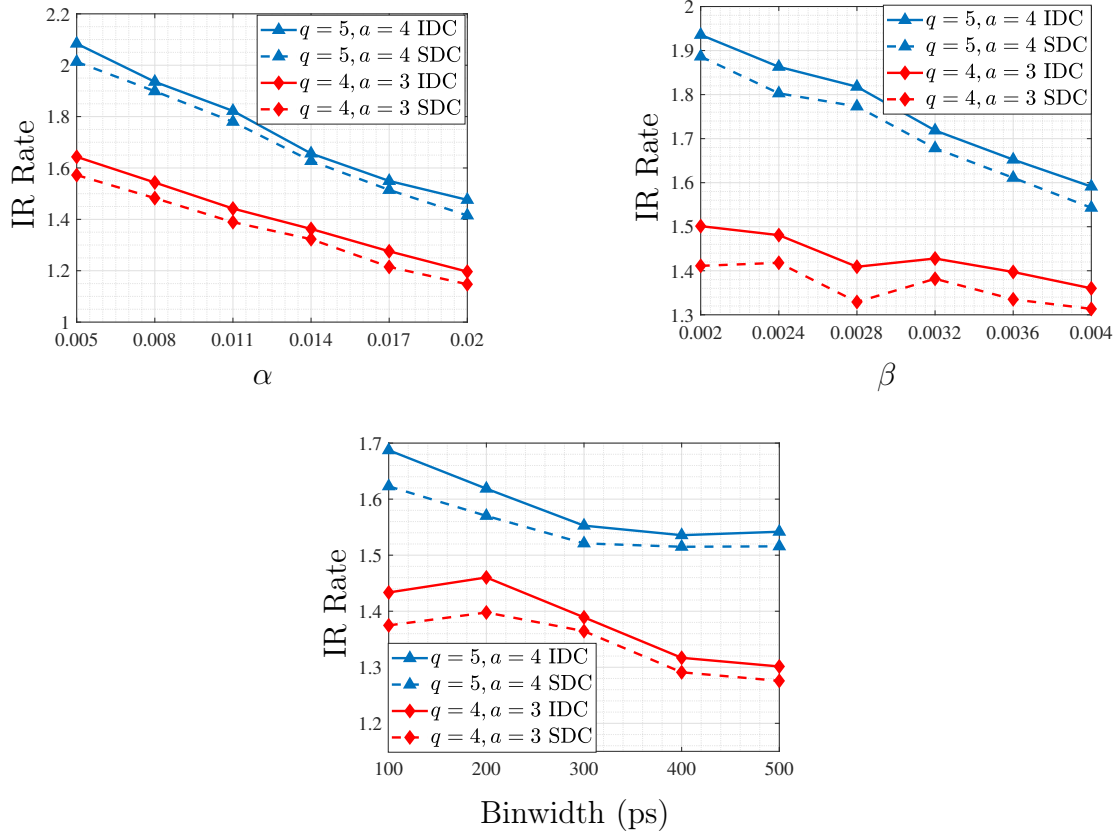 2.2
2
1.8
1.6
1.4
1.2
1
IR Rate
q = 5, a = 4 IDC
q = 5, a = 4 SDC
q = 4, a = 3 IDC
q = 4, a = 3 SDC
0.005 0.008 0.011 0.014 0.017 0.02
α
2
1.9
1.8
1.7
1.6
1.5
1.4
1.3
IR Rate
q = 5, a = 4 IDC
q = 5, a = 4 SDC
q = 4, a = 3 IDC
q = 4, a = 3 SDC
0.002 0.0024 0.0028 0.0032 0.0036 0.004
β
1.7
1.6
1.5
1.4
1.3
1.2
IR Rate
q = 5, a = 4 IDC
q = 5, a = 4 SDC
q = 4, a = 3 IDC
q = 4, a = 3 SDC
100 200 300 400 500
Binwidth (ps)